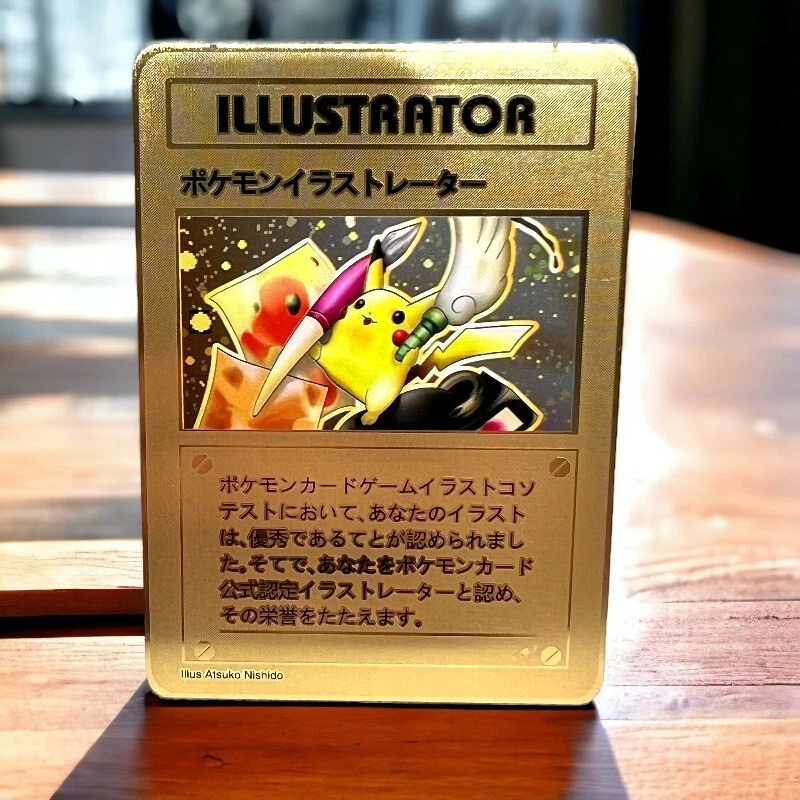 ILLUSTRATOR
ポケモンイラストレーター
ポケモンカードゲームイラストコソ
テストにおいて、あなたのイラスト
は、優秀であるてとが認められまし
た。そてで、あなたをポケモンカード
公式認定イラストレーターと認め、
その栄誉をたたえます。
Illus.Atsuko Nishido